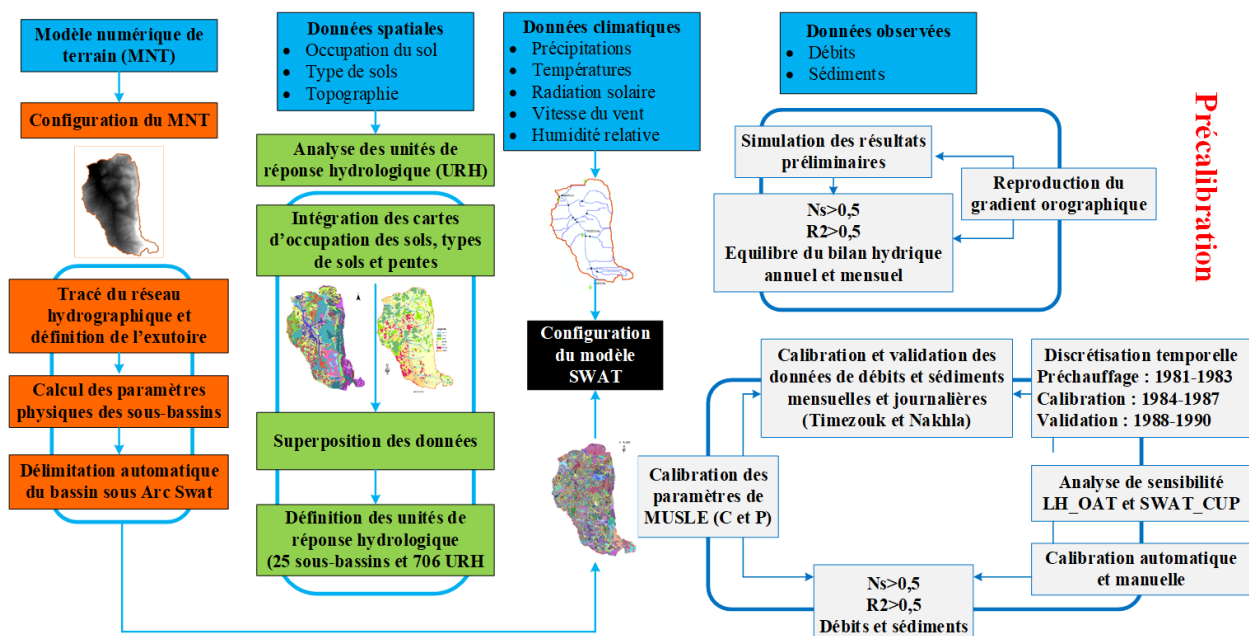 Modèle numérique de
terrain (MNT)
Configuration du MNT
Tracé du réseau
hydrographique et
définition de l'exutoire
Calcul des paramètres
physiques des sous-bassins
Délimitation automatique
du bassin sous Arc Swat
Données spatiales
• Occupation du sol
• Type de sols
• Topographie
Analyse des unités de
réponse hydrologique (URH)
Intégration des cartes
d'occupation des sols, types
de sols et pentes
Superposition des données
Définition des unités de
réponse hydrologique
(25 sous-bassins et 706 URH
Données climatiques
• Précipitations
• Températures
• Radiation solaire
• Vitesse du vent
• Humidité relative
Configuration
du modèle
SWAT
Données observées
• Débits
• Sédiments
Simulation des résultats
préliminaires
Reproduction du
gradient orographique
Ns>0,5
R2>0,5
Equilibre du bilan hydrique
annuel et mensuel
Précalibration
Calibration et validation des
données de débits et sédiments
mensuelles et journalières
(Timezouk et Nakhla)
Discrétisation temporelle
Préchauffage : 1981-1983
Calibration : 1984-1987
Validation : 1988-1990
Calibration des
paramètres de
MUSLE (C et P)
Analyse de sensibilité
LH_OAT et SWAT_CUP
Calibration automatique
et manuelle
Ns>0,5
R2>0,5
Débits et sédiments